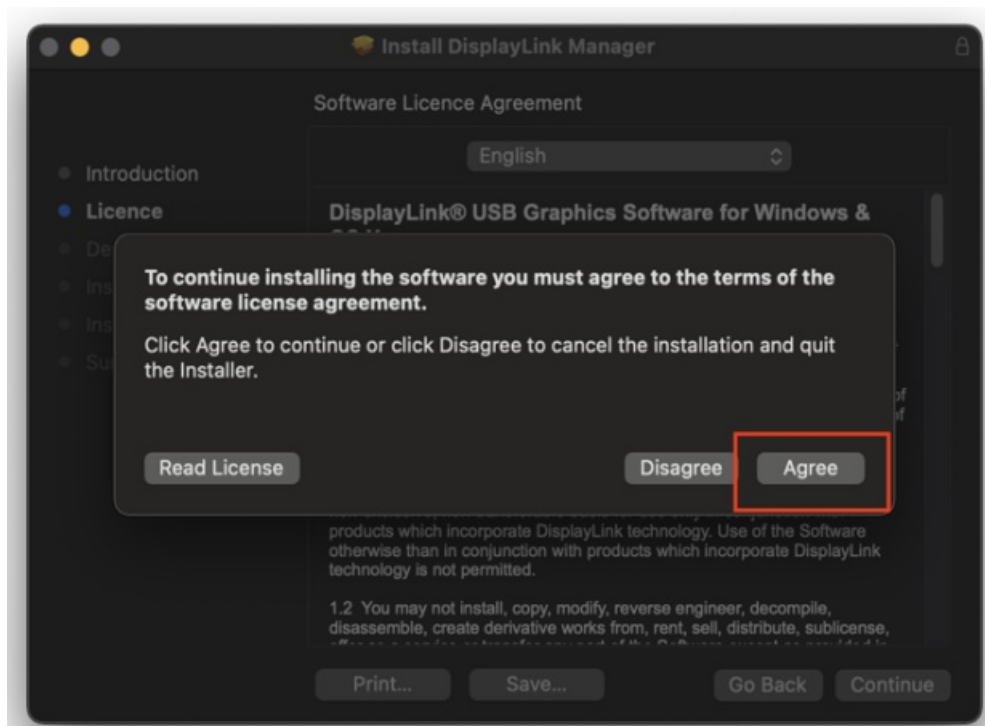 Install DisplayLink Manager
Software Licence Agreement
English
Introduction
Licence
DisplayLink® USB Graphics Software for Windows &
To continue installing the software you must agree to the terms of the
software license agreement.
Click Agree to continue or click Disagree to cancel the installation and quit
the Installer.
Read License
Disagree
Agree
products which incorporate DisplayLink technology. Use of the Software
otherwise than in conjunction with products which incorporate DisplayLink
technology is not permitted.
1.2 You may not install, copy, modify, reverse engineer, decompile,
disassemble, create derivative works from, rent, sell, distribute, sublicense,
Print...
Save...
Go Back
Continue